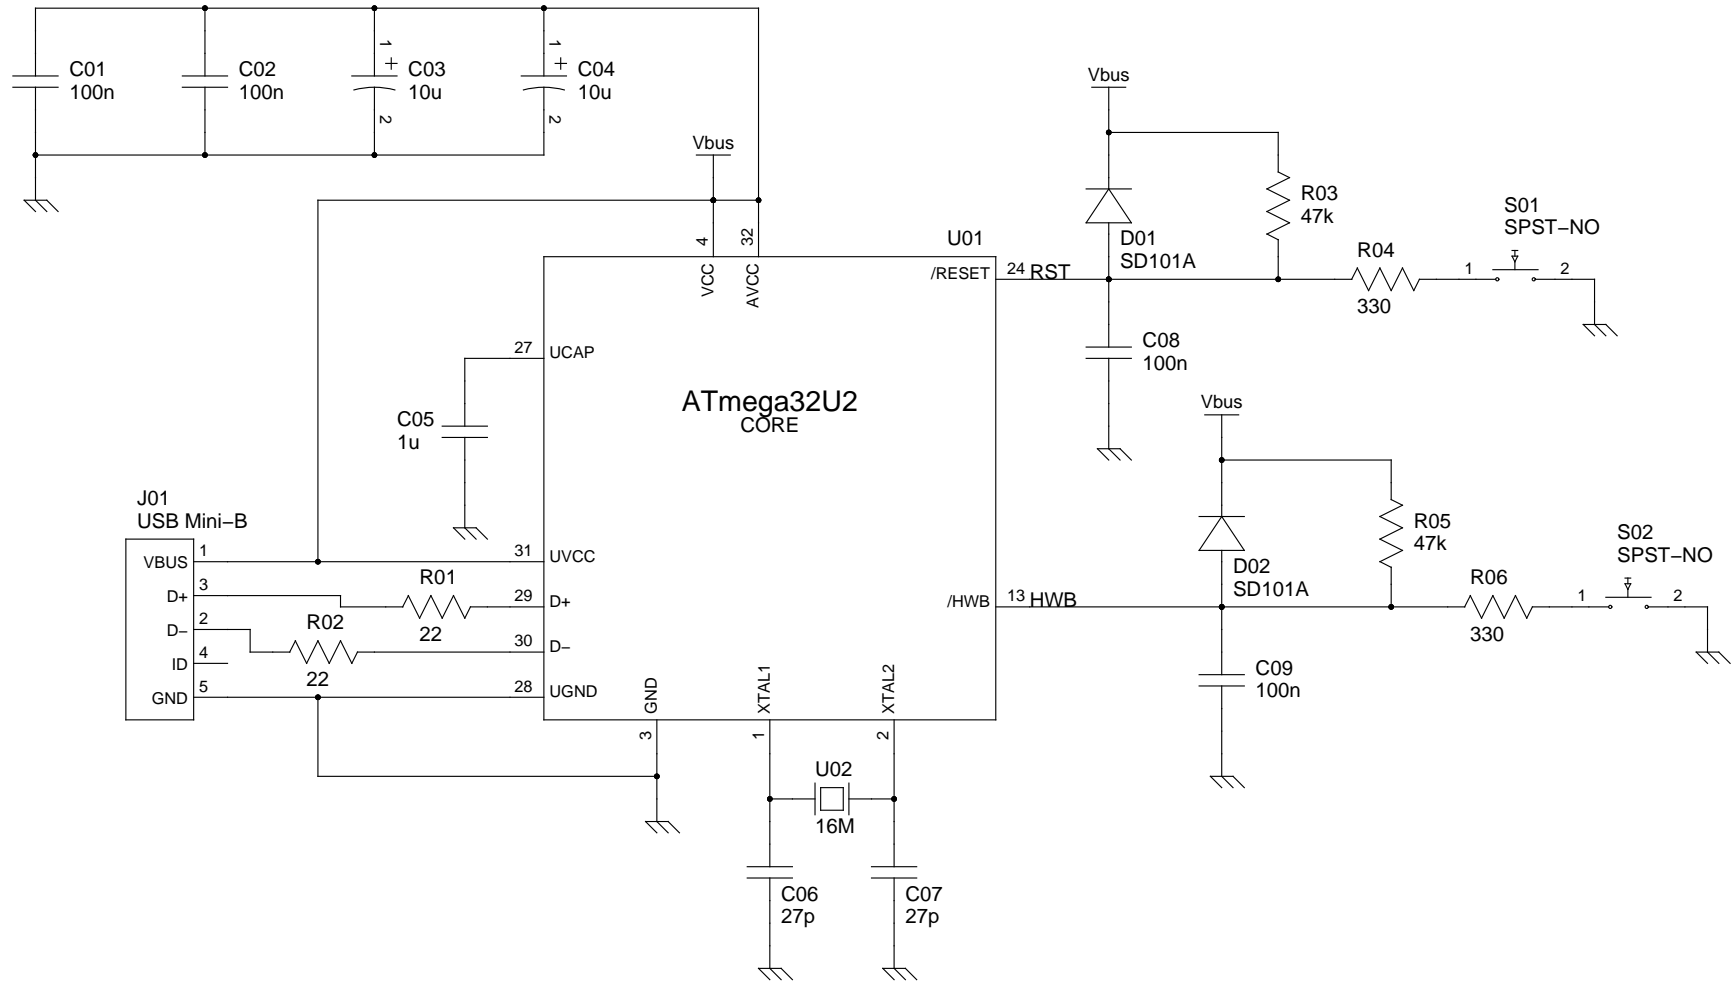 1
1
C01
100n
C02
100n
+
C03
10u
+
C04
10u
2
2
Vbus
Vbus
R03
47k
S01
SPST−NO
D01
SD101A
R04
330
1
2
4
32
U01
VCC
AVCC
/RESET
24
RST
27
UCAP
C08
100n
ATmega32U2
CORE
C05
1u
Vbus
J01
USB Mini−B
VBUS
1
31
UVCC
D+
3
R01
22
29
D+
D−
2
R02
22
30
D−
ID
4
GND
5
28
UGND
R05
47k
S02
SPST−NO
D02
SD101A
/HWB
13
HWB
R06
330
1
2
C09
100n
GND
XTAL1
XTAL2
3
1
2
U02
16M
C06
27p
C07
27p